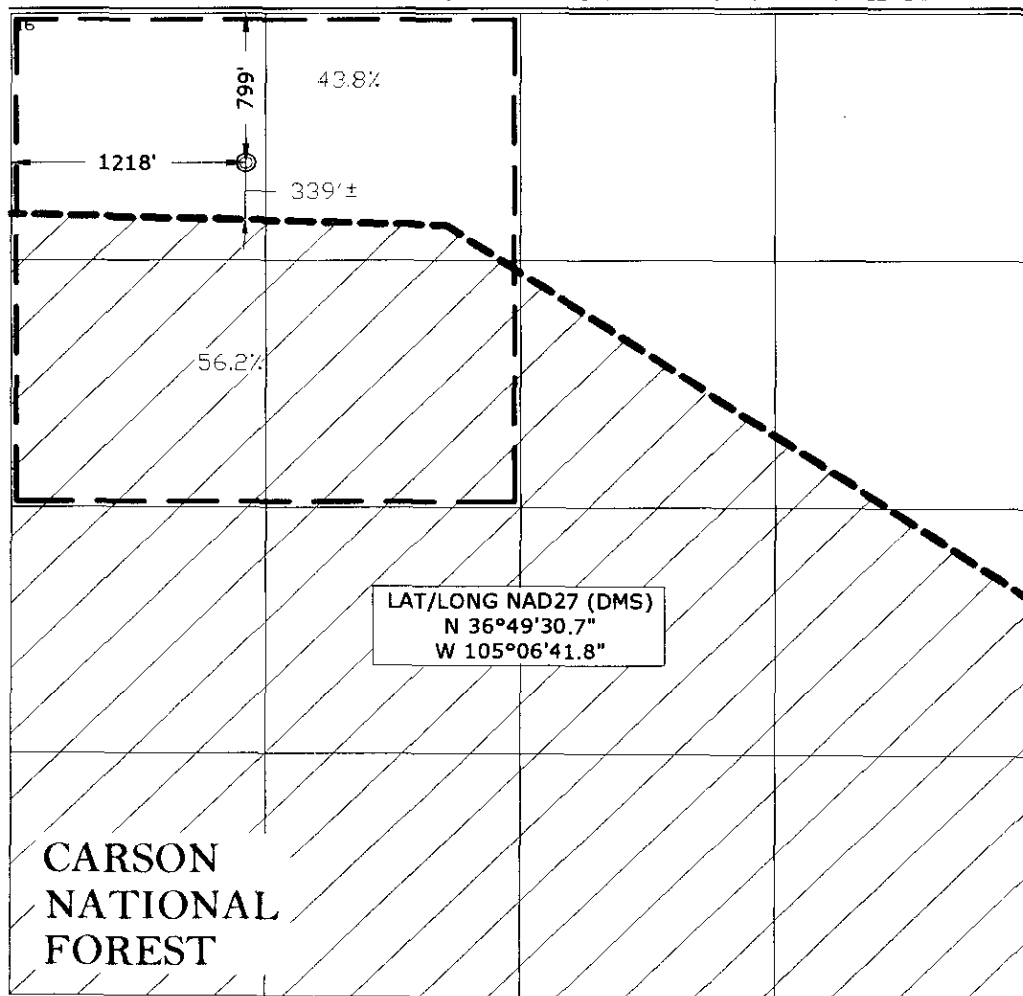 43.8%
799'
1218'
339'±
56.2%
LAT/LONG NAD27 (DMS)
N 36°49'30.7"
W 105°06'41.8"
CARSON
NATIONAL
FOREST